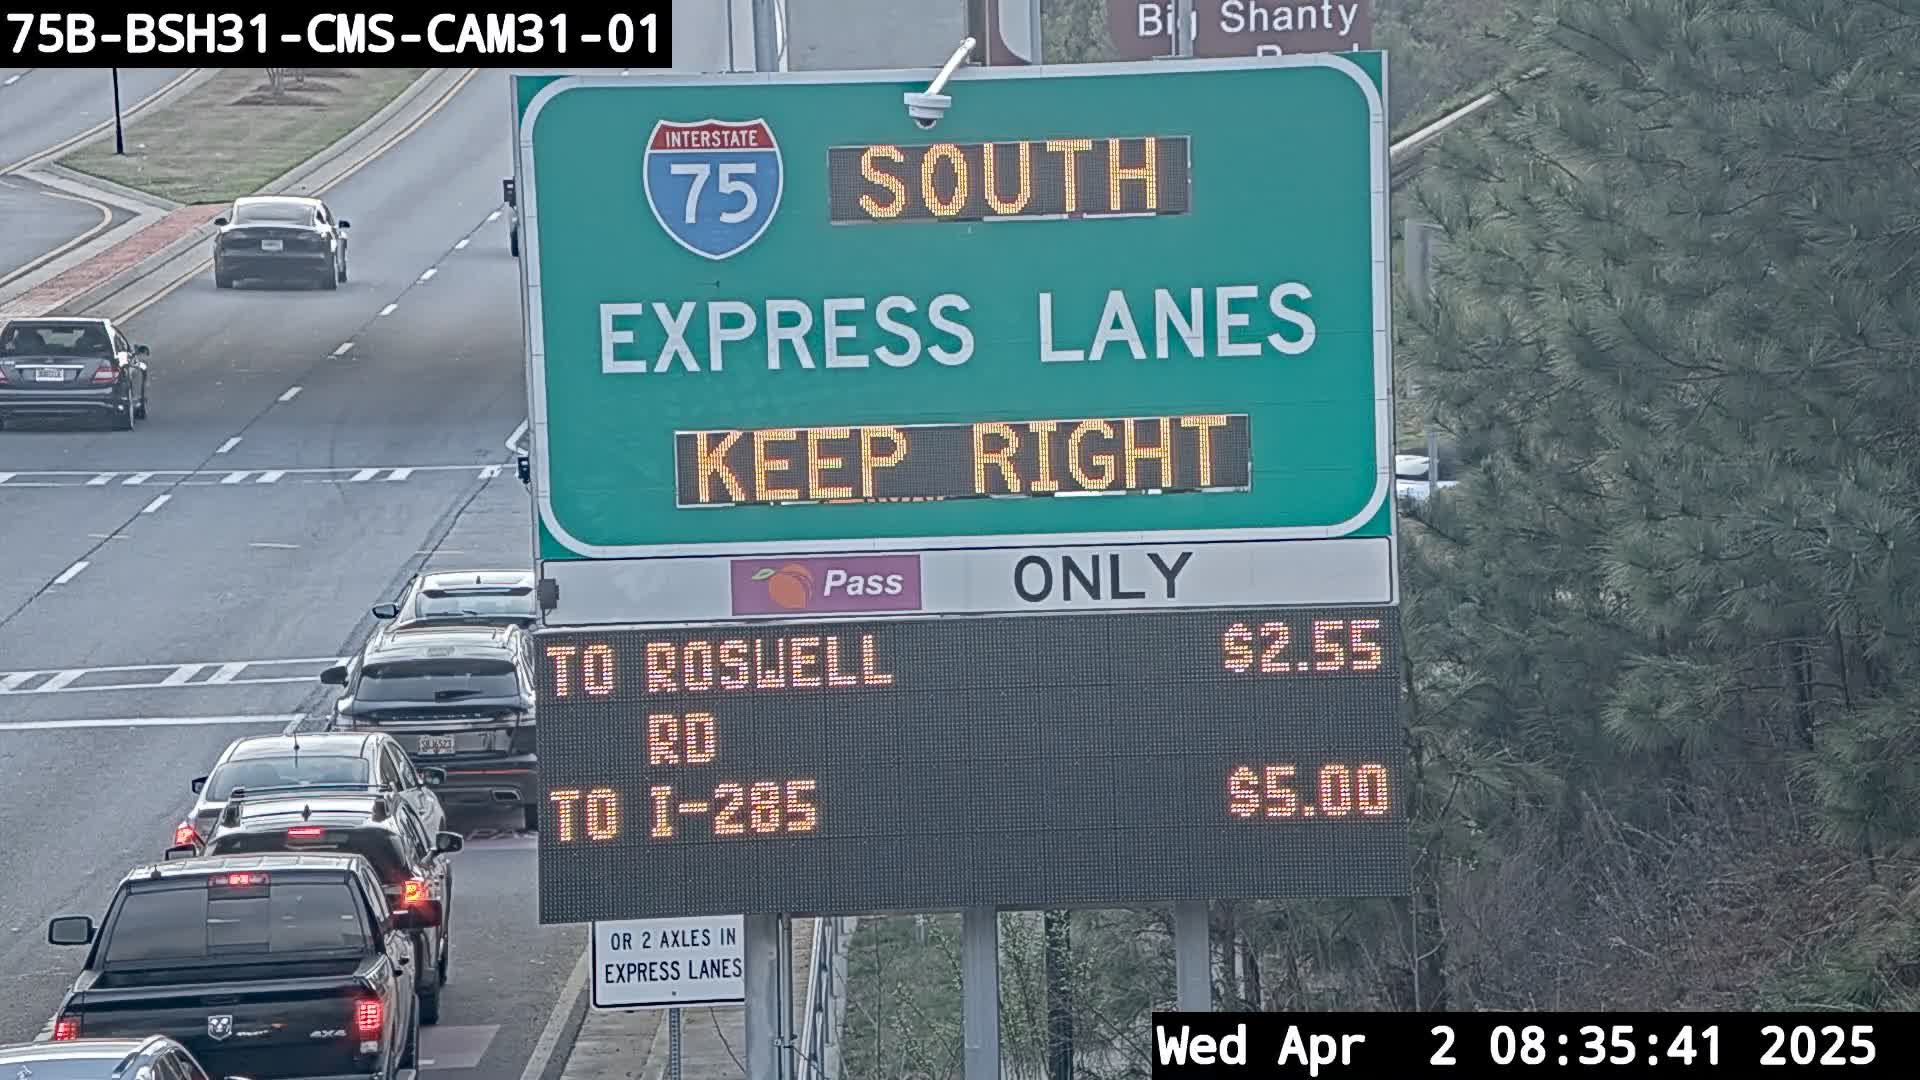 75B-BSH31-CMS-CAM31-01
Big Shanty
INTERSTATE
75
SOUTH
EXPRESS LANES
KEEP RIGHT
Pass
ONLY
TO ROSWELL $2.55
RD
TO I-285 $5.00
OR 2 AXLES IN
EXPRESS LANES
4X4
Wed Apr 2 08:35:41 2025